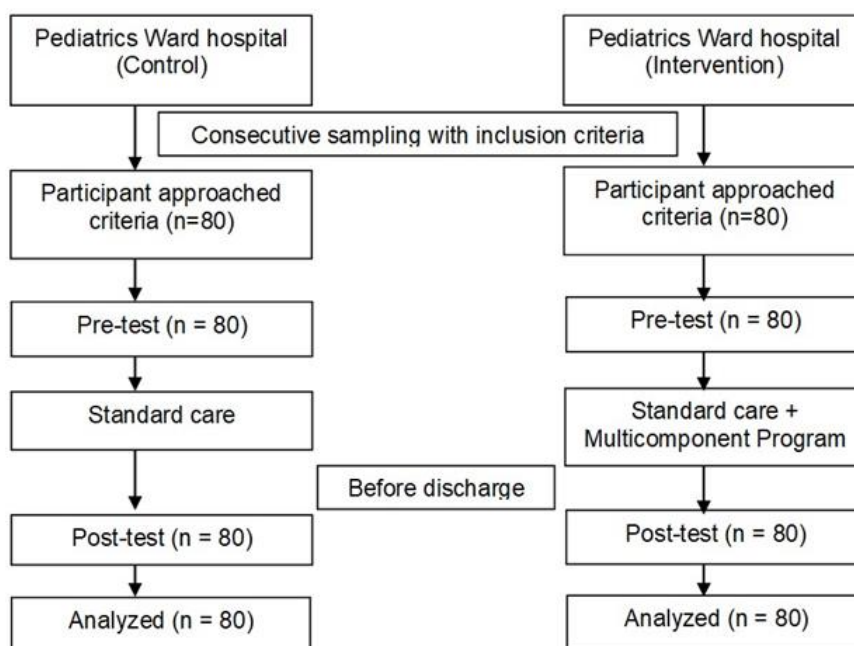 Pediatrics Ward hospital
(Control)
Pediatrics Ward hospital
(Intervention)
Consecutive sampling with inclusion criteria
Participant approached
criteria (n=80)
Participant approached
criteria (n=80)
Pre-test (n = 80)
Pre-test (n = 80)
Standard care
Standard care +
Multicomponent Program
Before discharge
Post-test (n = 80)
Post-test (n = 80)
Analyzed (n = 80)
Analyzed (n = 80)